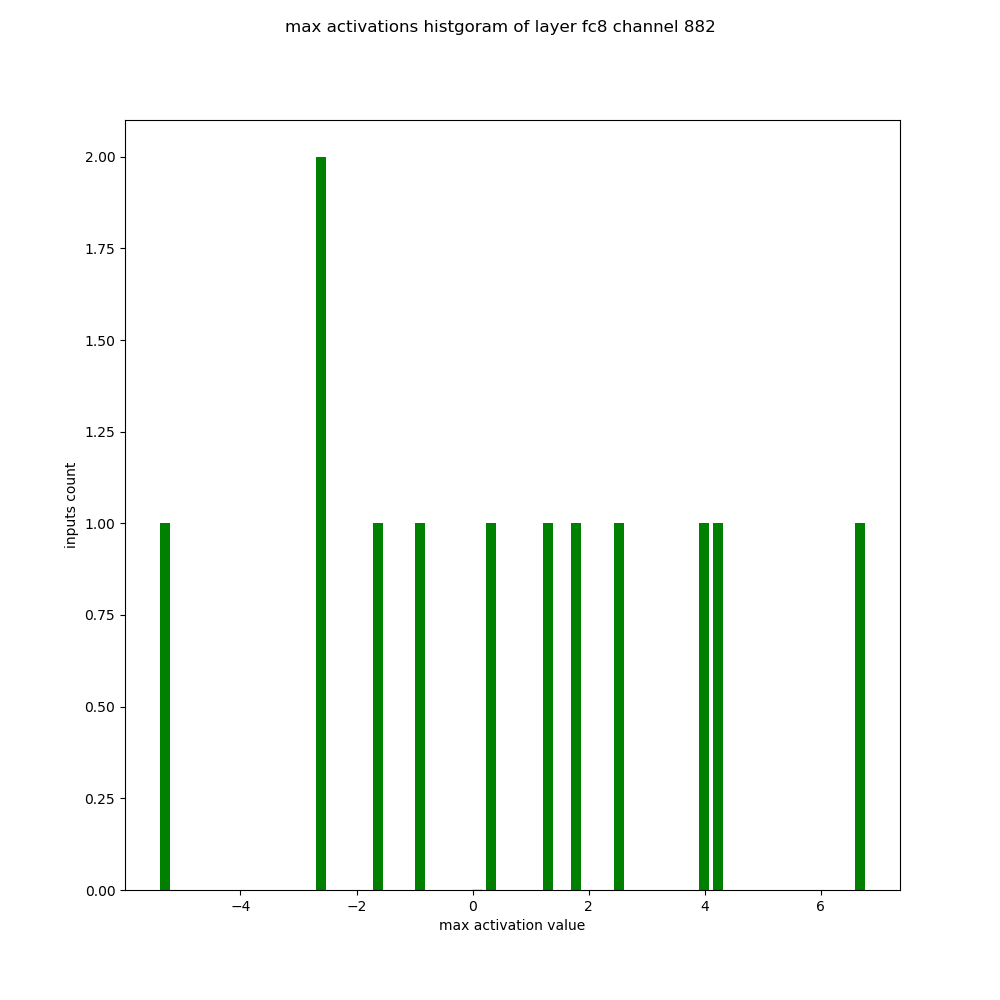 max activations histgoram of layer fc8 channel 882
2.00
1.75
1.50
1.25
1.00
0.75
0.50
0.25
0.00
inputs count
−4 −2 0 2 4 6
max activation value